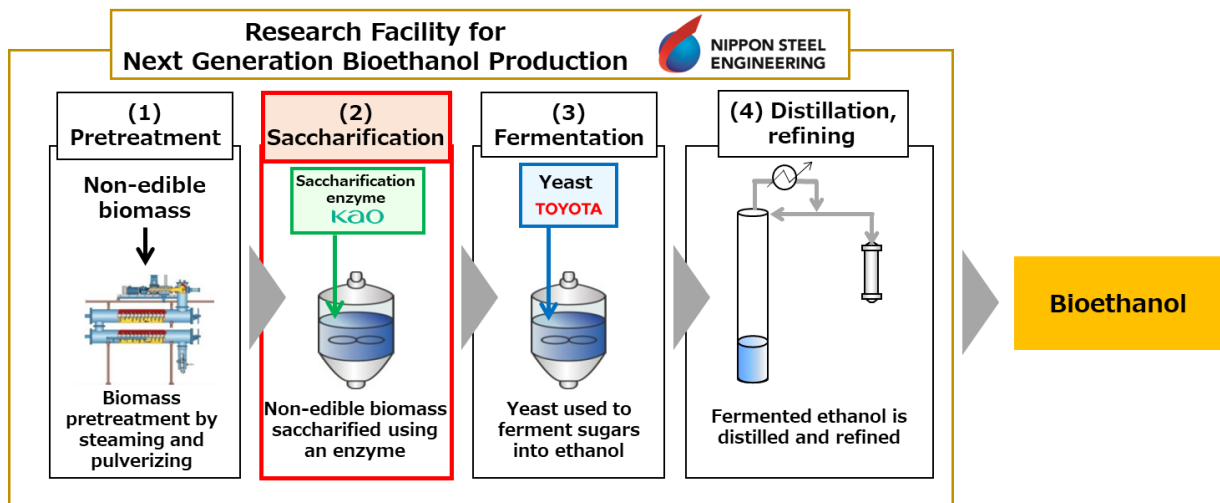 Research Facility for
Next Generation Bioethanol Production
NIPPON STEEL
ENGINEERING
(1)
Pretreatment
Non-edible
biomass
Biomass
pretreatment by
steaming and
pulverizing
(2)
Saccharification
Saccharification
enzyme
Kao
Non-edible biomass
saccharified using
an enzyme
(3)
Fermentation
Yeast
TOYOTA
Yeast used to
ferment sugars
into ethanol
(4) Distillation,
refining
Fermented ethanol is
distilled and refined
Bioethanol